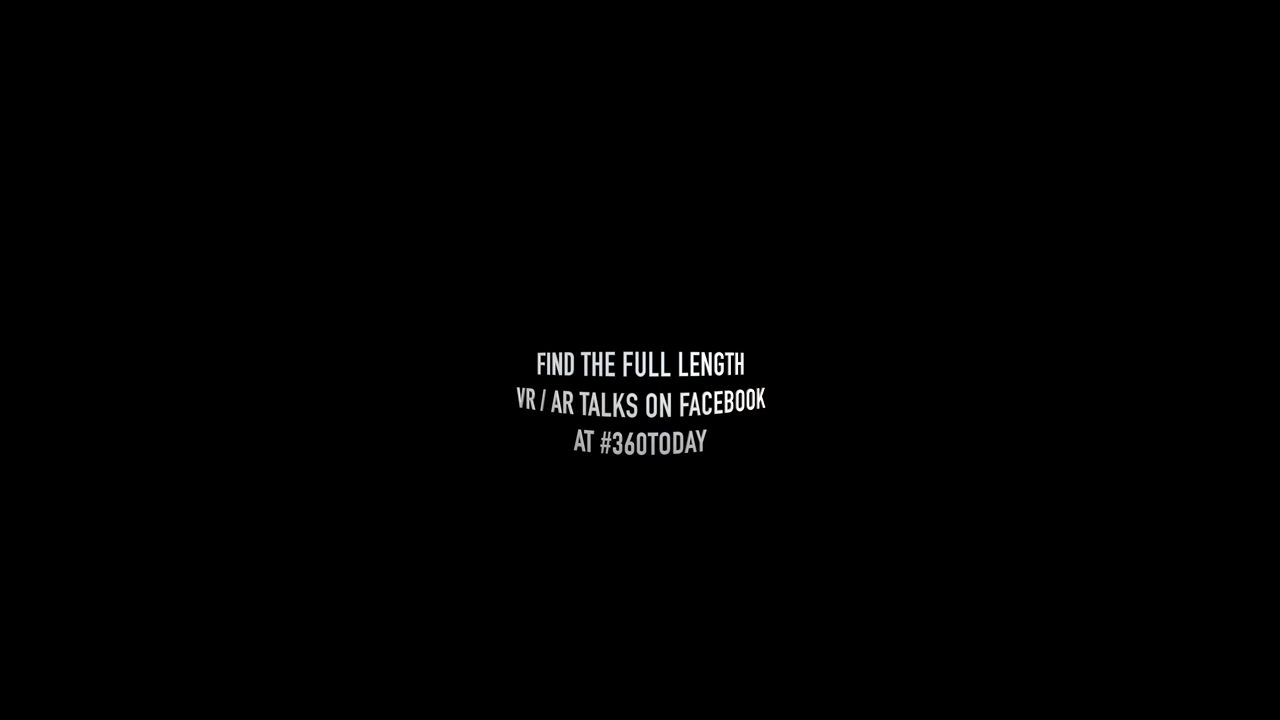 FIND THE FULL LENGTH
VR / AR TALKS ON FACEBOOK
AT #360TODAY